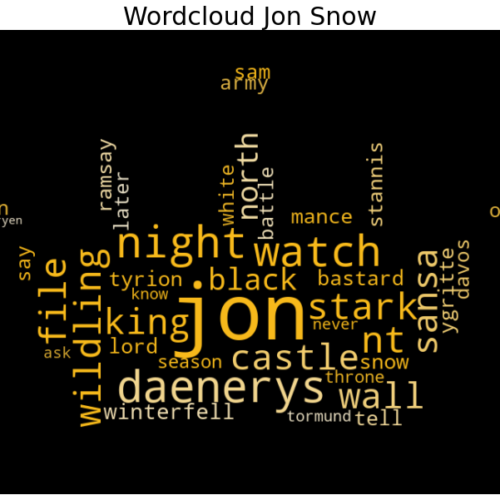 Wordcloud Jon Snow
sam
army
ramsay
later
white
north
battle
stannis
mance
night
watch
say
file
wildling
tyrion
know
black
bastard
jon
stark
never
sansa
ygritte
davos
king
nt
ask
lord
season
castle
snow
throne
daenerys
wall
winterfell
tormund
tell